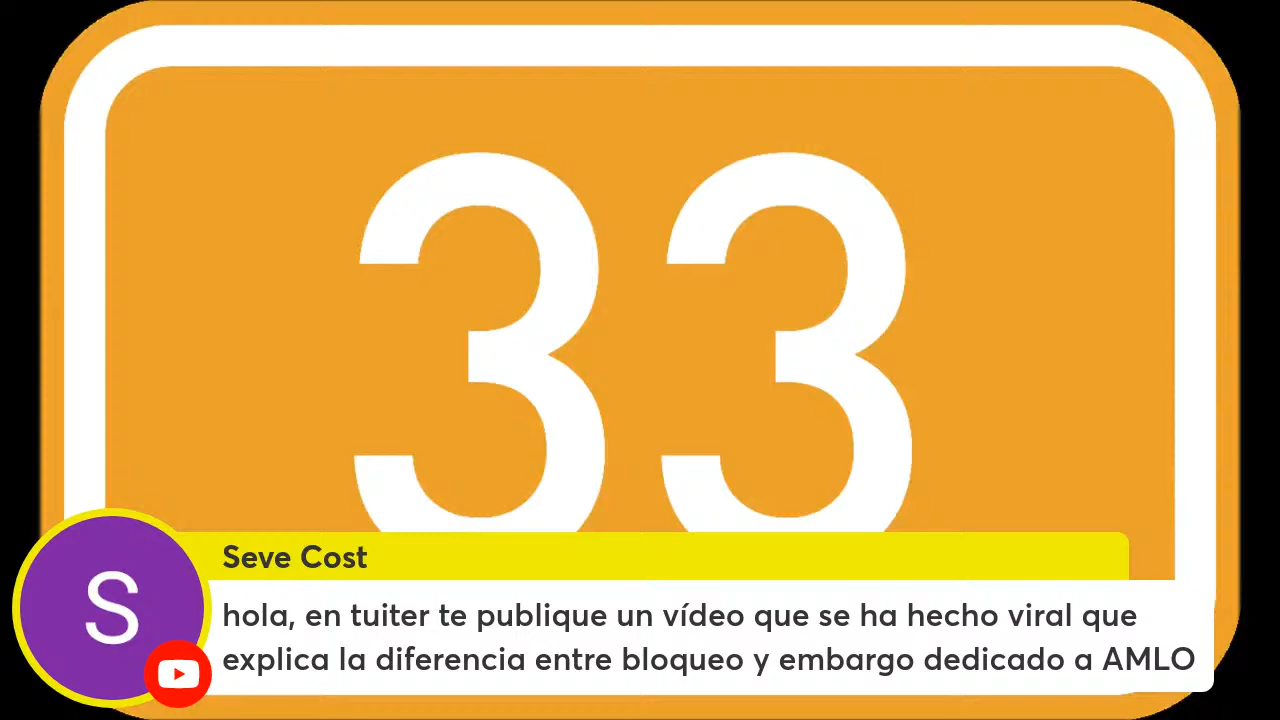 33
Seve Cost
S
hola, en tuiter te publique un vídeo que se ha hecho viral que
explica la diferencia entre bloqueo y embargo dedicado a AMLO